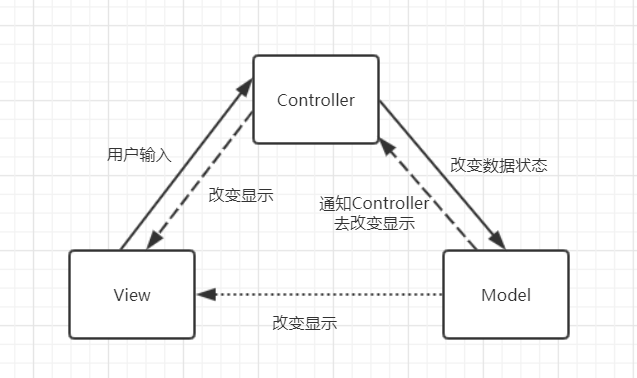 Controller
用户输入
改变数据状态
改变显示
通知Controller
去改变显示
View
Model
改变显示